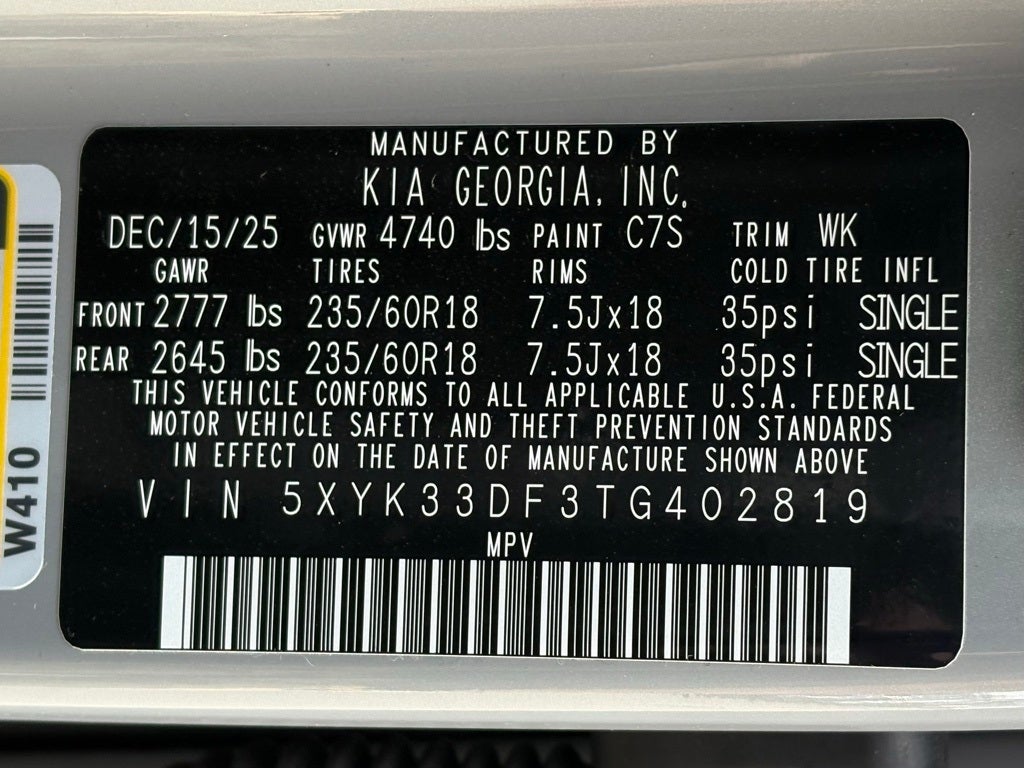 MANUFACTURED BY
KIA GEORGIA, INC.
DEC/15/25 GVWR 4740 lbs PAINT C7S TRIM WK
GAWR TIRES RIMS COLD TIRE INFL
FRONT 2777 lbs 235/60R18 7.5Jx18 35psi SINGLE
REAR 2645 lbs 235/60R18 7.5Jx18 35psi SINGLE
THIS VEHICLE CONFORMS TO ALL APPLICABLE U.S.A. FEDERAL
MOTOR VEHICLE SAFETY AND THEFT PREVENTION STANDARDS
IN EFFECT ON THE DATE OF MANUFACTURE SHOWN ABOVE
VIN 5XYK33DF3TG402819
MPV
W410